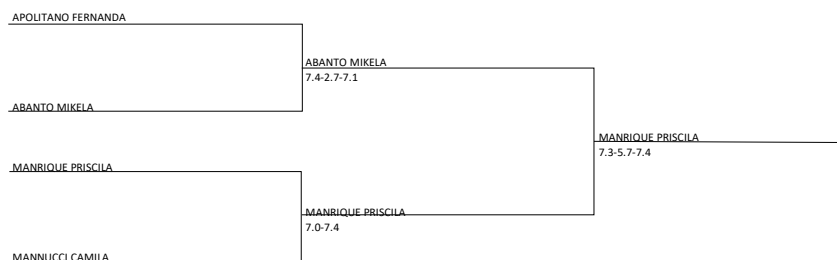 APOLITANO FERNANDA
ABANTO MIKELA
7.4-2.7-7.1
ABANTO MIKELA
MANRIQUE PRISCILA
7.3-5.7-7.4
MANRIQUE PRISCILA
MANRIQUE PRISCILA
7.0-7.4
MANNUCCI CAMILA